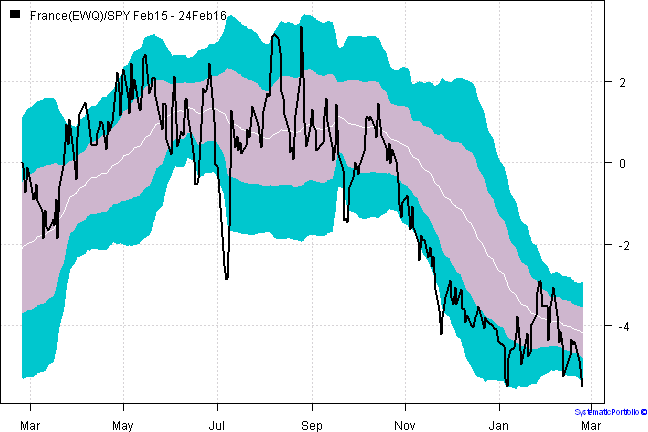 France(EWQ)/SPY Feb15 - 24Feb16
2
0
-2
-4
Mar May Jul Sep Nov Jan Mar
SystematicPortfolio ©